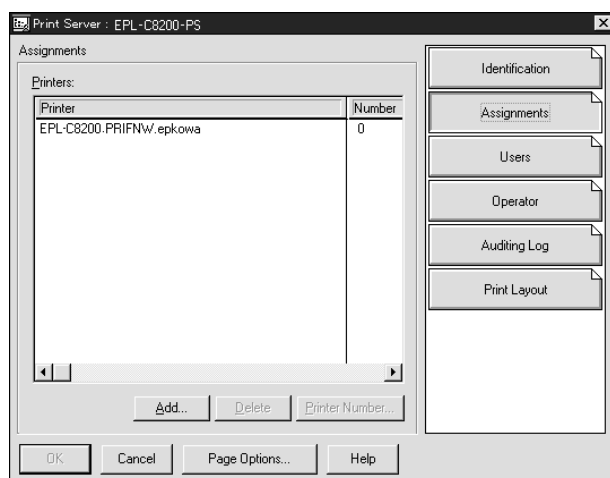 Print Server : EPL-C8200-PS
Assignments
Printers:
Printer Number
EPL-C8200.PRIFNW.epkowa 0
Add... Delete Printer Number...
OK Cancel Page Options... Help
Identification
Assignments
Users
Operator
Auditing Log
Print Layout